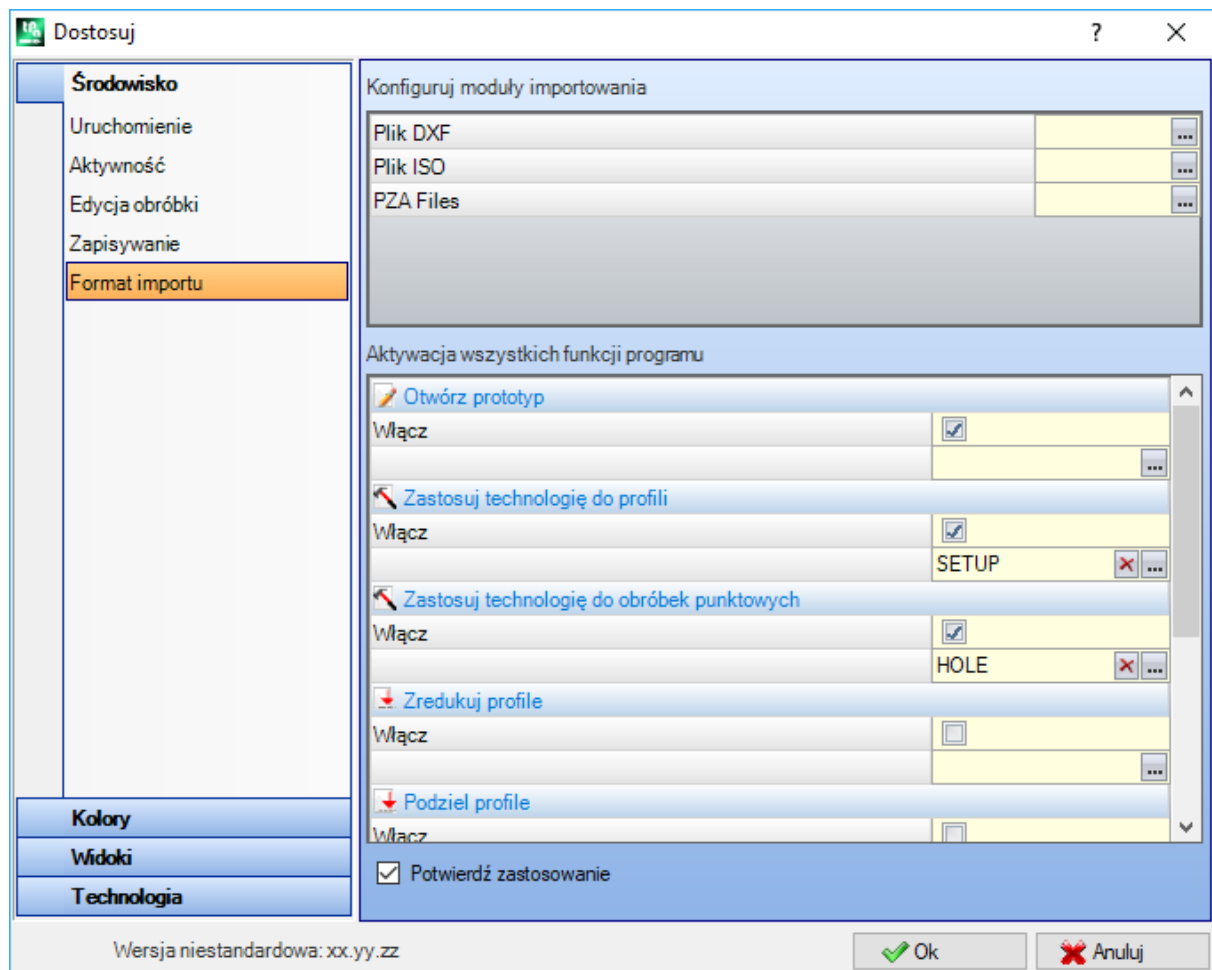 Dostosuj
?
Środowisko
Uruchomienie
Aktywność
Edycja obróbki
Zapisywanie
Format importu
Kolory
Widoki
Technologia
Konfiguruj moduły importowania
Plik DXF
...
Plik ISO
...
PZA Files
...
Aktywacja wszystkich funkcji programu
Otwórz prototyp
Włącz
...
Zastosuj technologię do profili
Włącz
SETUP
...
Zastosuj technologię do obróbek punktowych
Włącz
HOLE
...
Zredukuj profile
Włącz
...
Podziel profile
Włącz
Potwierdź zastosowanie
Wersja niestandardowa: xx.yy.zz
Ok
Anuluj